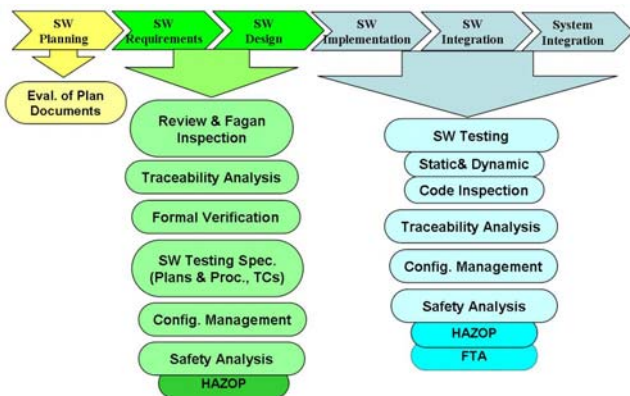 SW
Planning
SW
Requirements
SW
Design
SW
Implementation
SW
Integration
System
Integration
Eval. of Plan
Documents
Review & Fagan
Inspection
Traceability Analysis
Formal Verification
SW Testing Spec.
(Plans & Proc., TCs)
Config. Management
Safety Analysis
HAZOP
SW Testing
Static& Dynamic
Code Inspection
Traceability Analysis
Config. Management
Safety Analysis
HAZOP
FTA